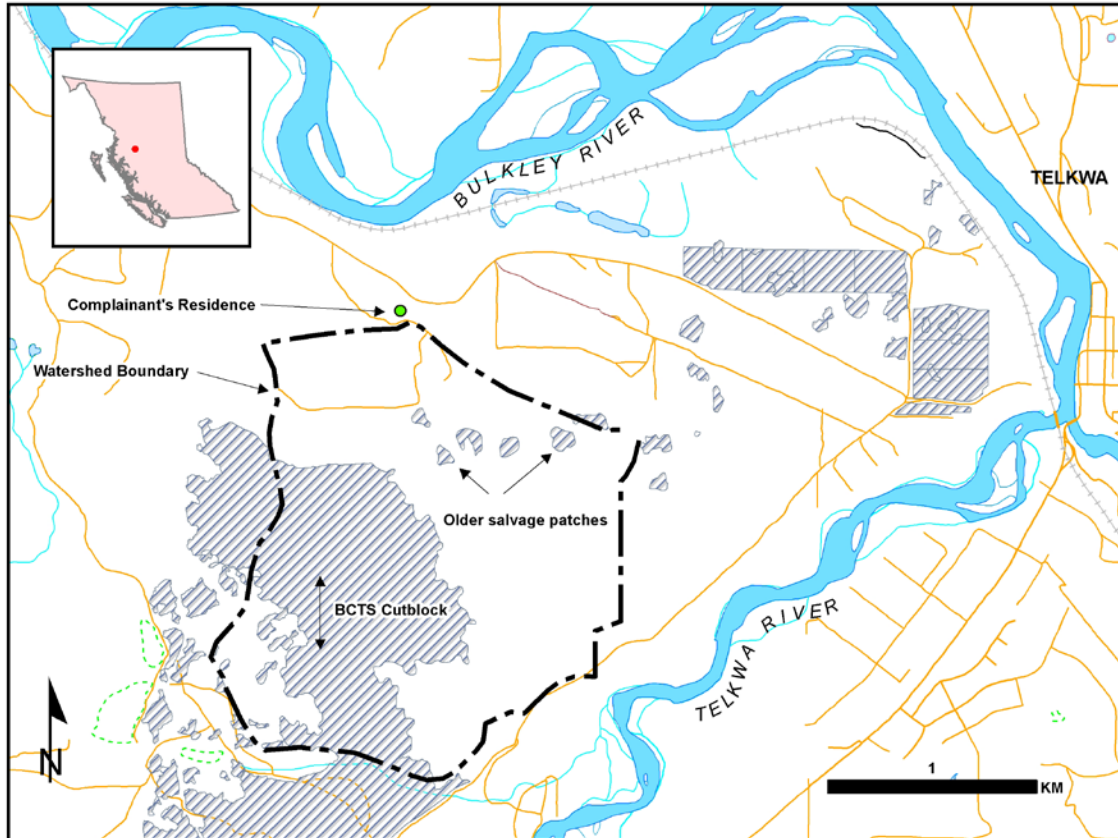 BULKLEY RIVER
TELKWA
Complainant's Residence
Watershed Boundary
Older salvage patches
BCTS Cutblock
TELKWA RIVER
N
1
KM